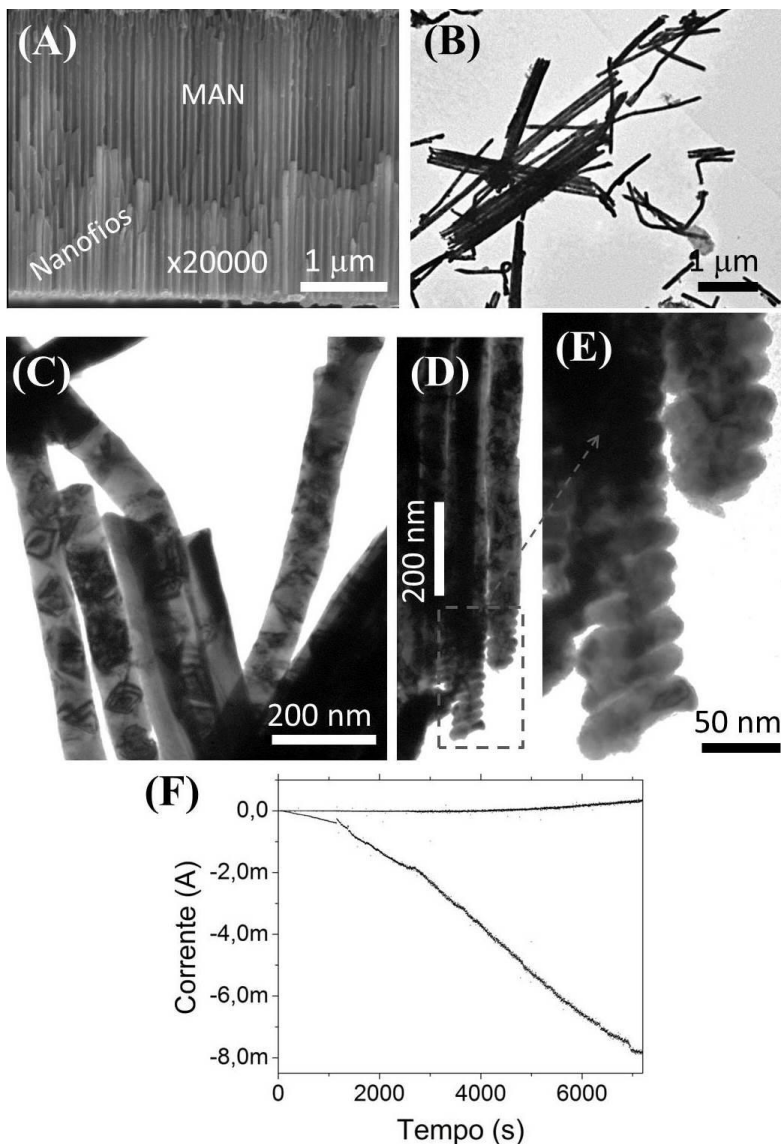 (A)
MAN
Nanofios
x20000
1 μm
(B)
1 μm
(C)
200 nm
(D)
200 nm
(E)
50 nm
(F)
0,0
-2,0m
-4,0m
-6,0m
-8,0m
Corrente (A)
0
2000
4000
6000
Tempo (s)